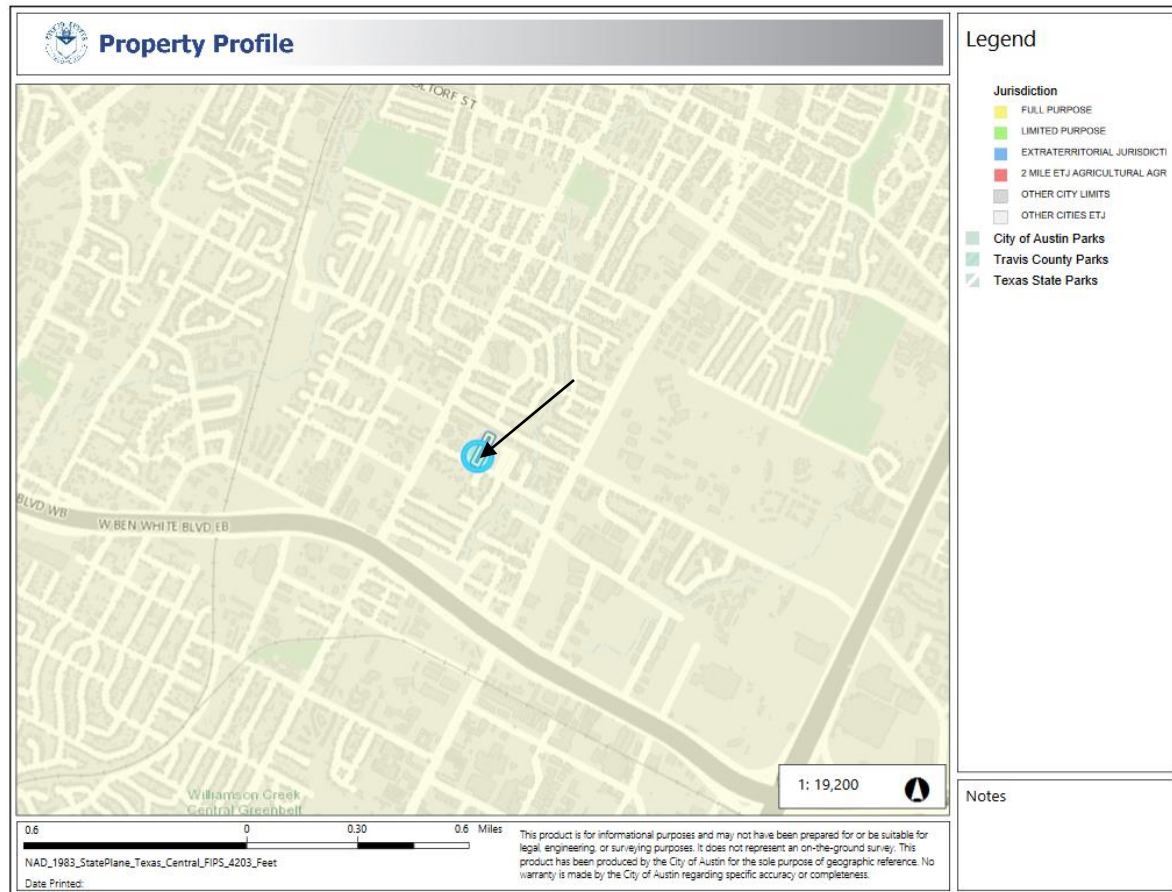 Property Profile
OLTORF ST
BLVD WB
W BEN WHITE BLVD EB
Williamson Creek
Central Greenbelt
1: 19,200
0.6 0 0.30 0.6 Miles
NAD_1983_StatePlane_Texas_Central_FIPS_4203_Feet
Date Printed:
This product is for informational purposes and may not have been prepared for or be suitable for
legal, engineering, or surveying purposes. It does not represent an on-the-ground survey. This
product has been produced by the City of Austin for the sole purpose of geographic reference. No
warranty is made by the City of Austin regarding specific accuracy or completeness.
Legend
Jurisdiction
FULL PURPOSE
LIMITED PURPOSE
EXTRATERRITORIAL JURISDICTI
2 MILE ETJ AGRICULTURAL AGR
OTHER CITY LIMITS
OTHER CITIES ETJ
City of Austin Parks
Travis County Parks
Texas State Parks
Notes